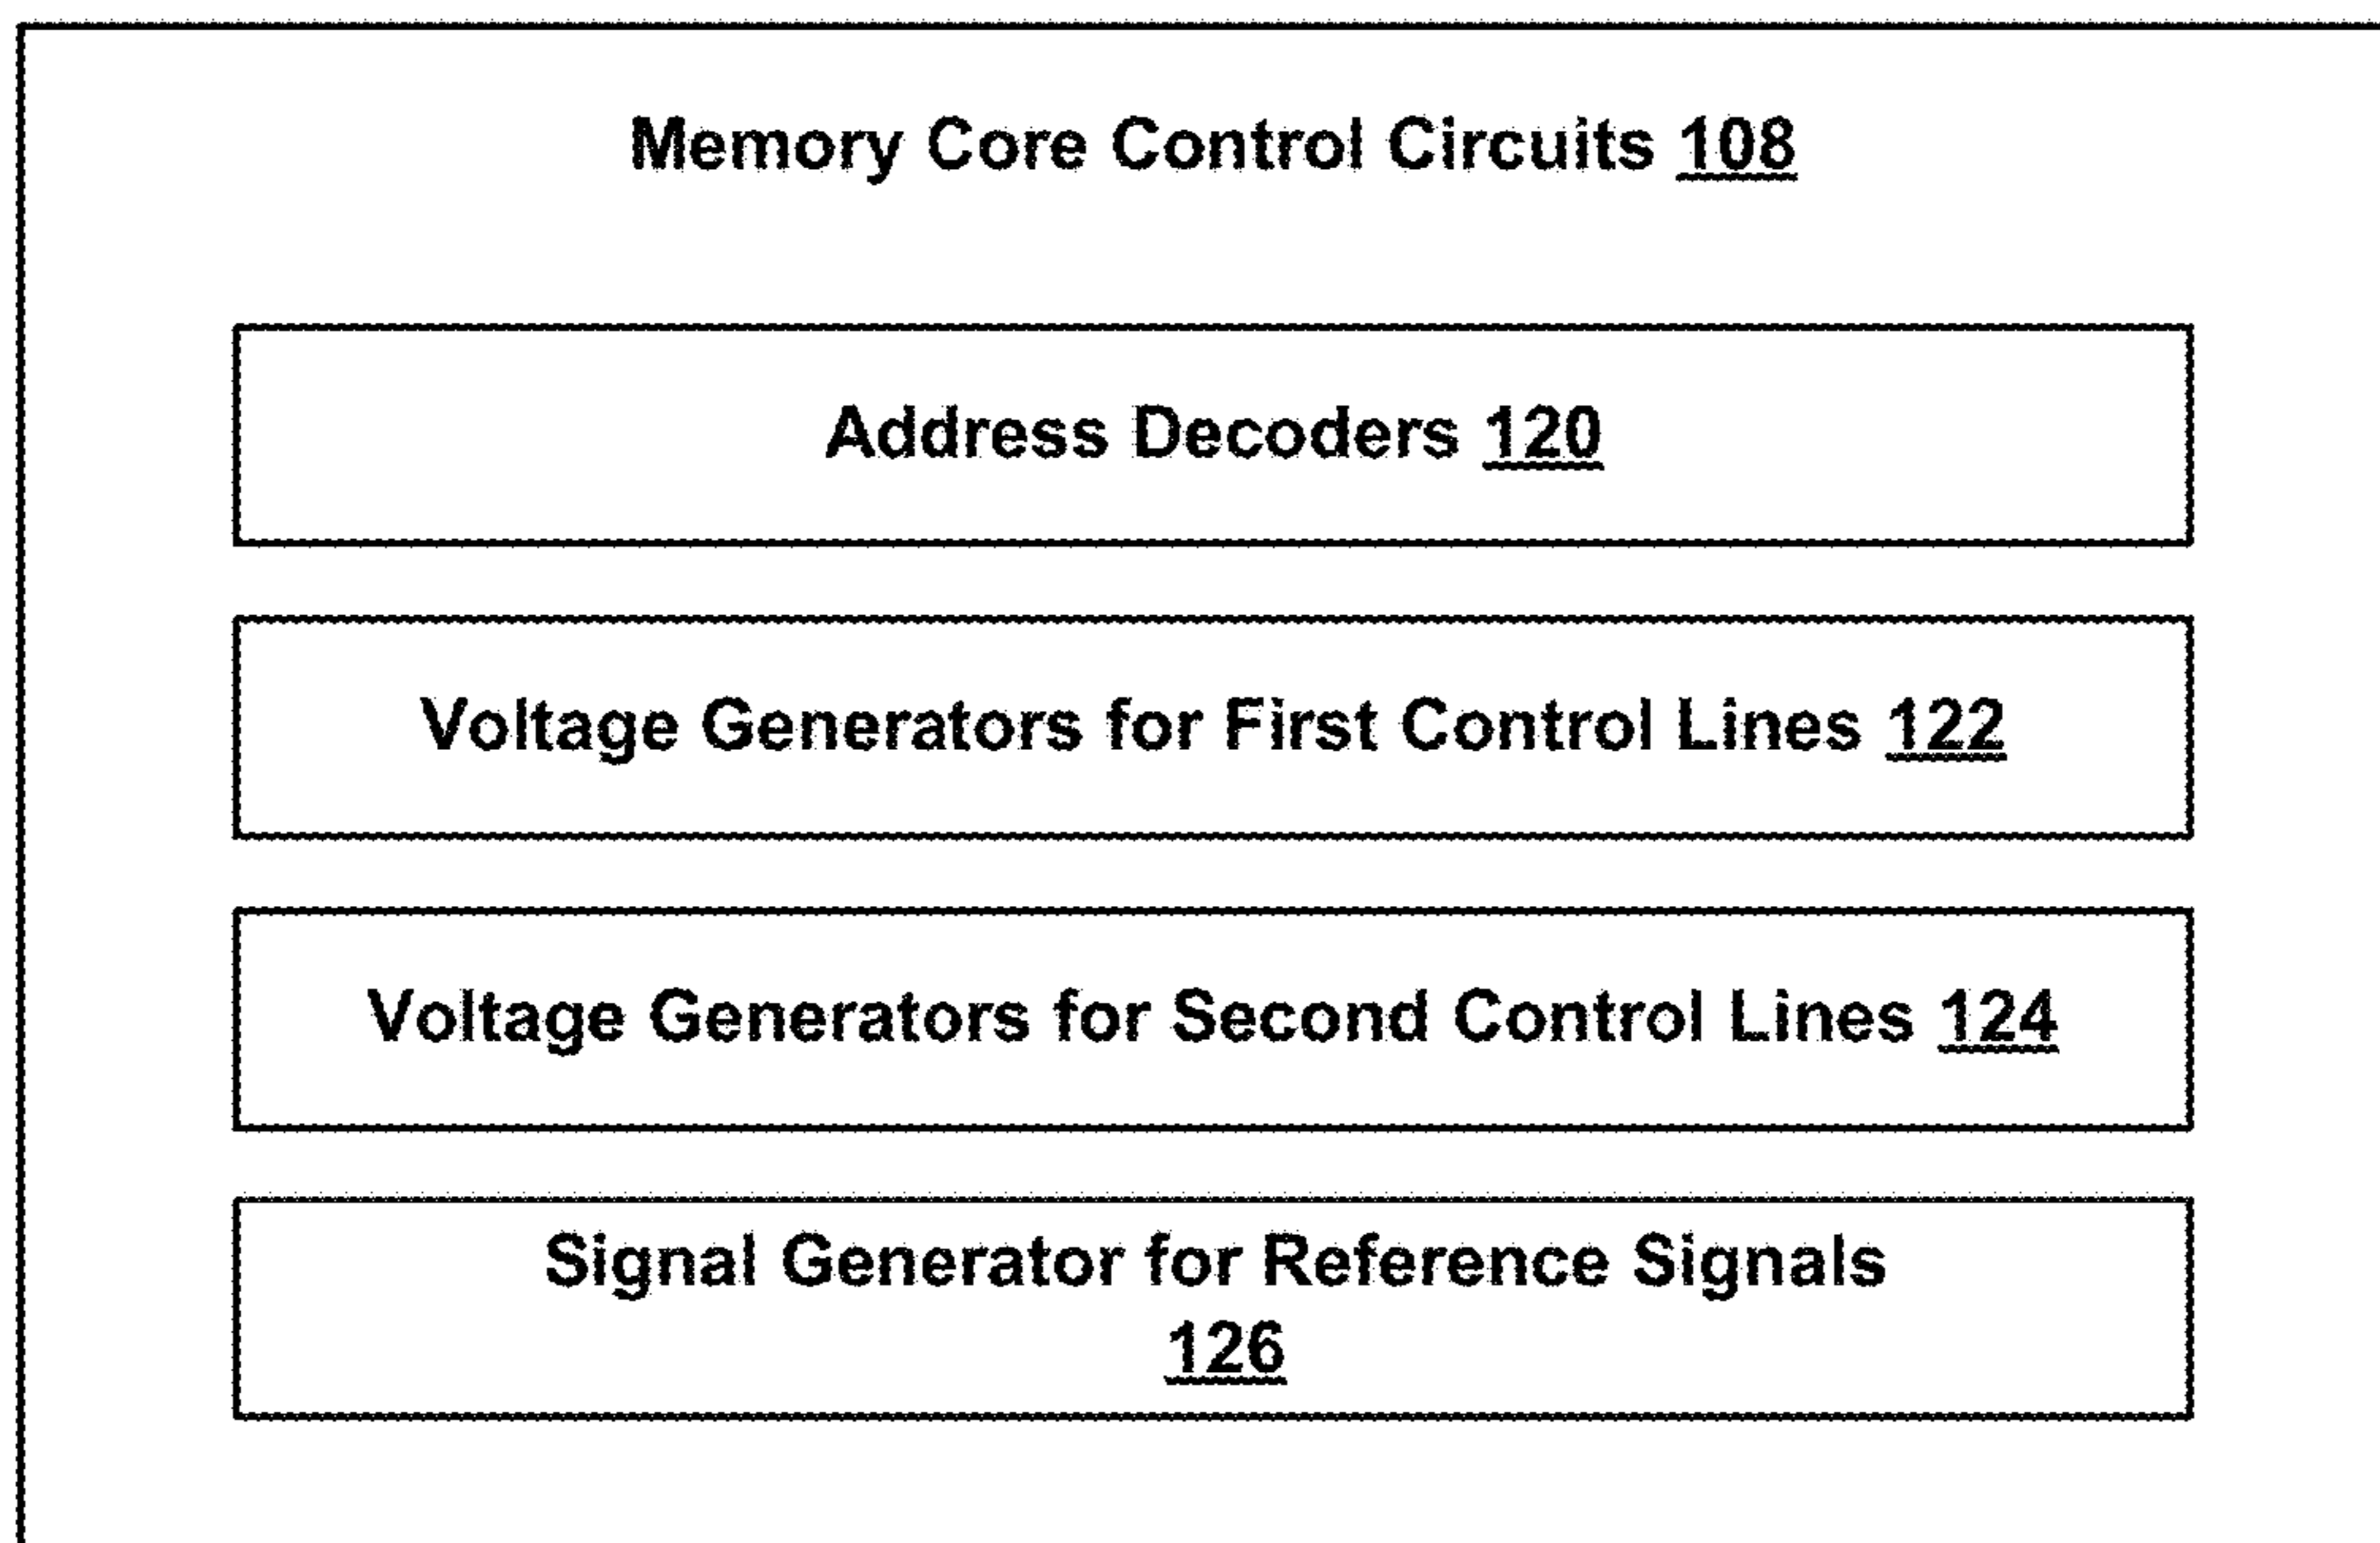 Memory Core Control Circuits 108
Address Decoders 120
Voltage Generators for First Control Lines 122
Voltage Generators for Second Control Lines 124
Signal Generator for Reference Signals
126